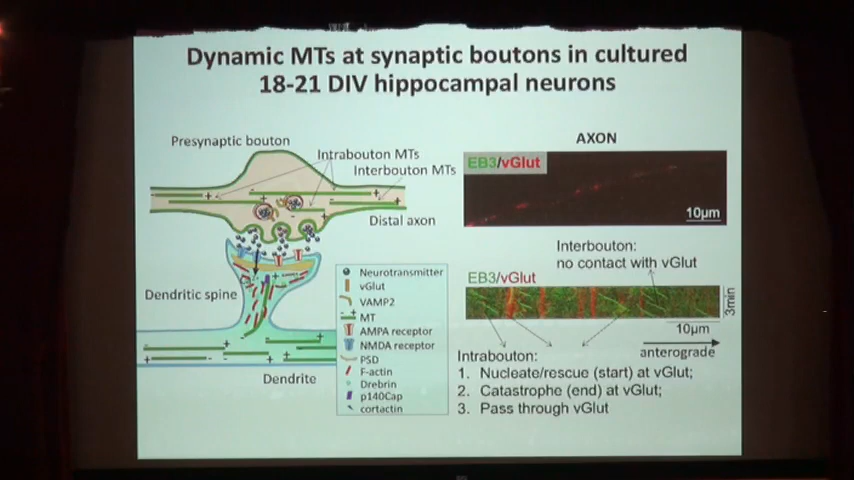 Dynamic MTs at synaptic boutons in cultured
18-21 DIV hippocampal neurons
Presynaptic bouton
Intrabouton MTs
Interbouton MTs
Distal axon
Dendritic spine
Dendrite
Neurotransmitter
vGlut
VAMP2
MT
AMPA receptor
NMDA receptor
PSD
F-actin
Drebrin
p140Cap
cortactin
AXON
EB3/vGlut
10μm
Interbouton:
no contact with vGlut
EB3/vGlut
3min
10μm
anterograde
Intrabouton:
1. Nucleate/rescue (start) at vGlut;
2. Catastrophe (end) at vGlut;
3. Pass through vGlut